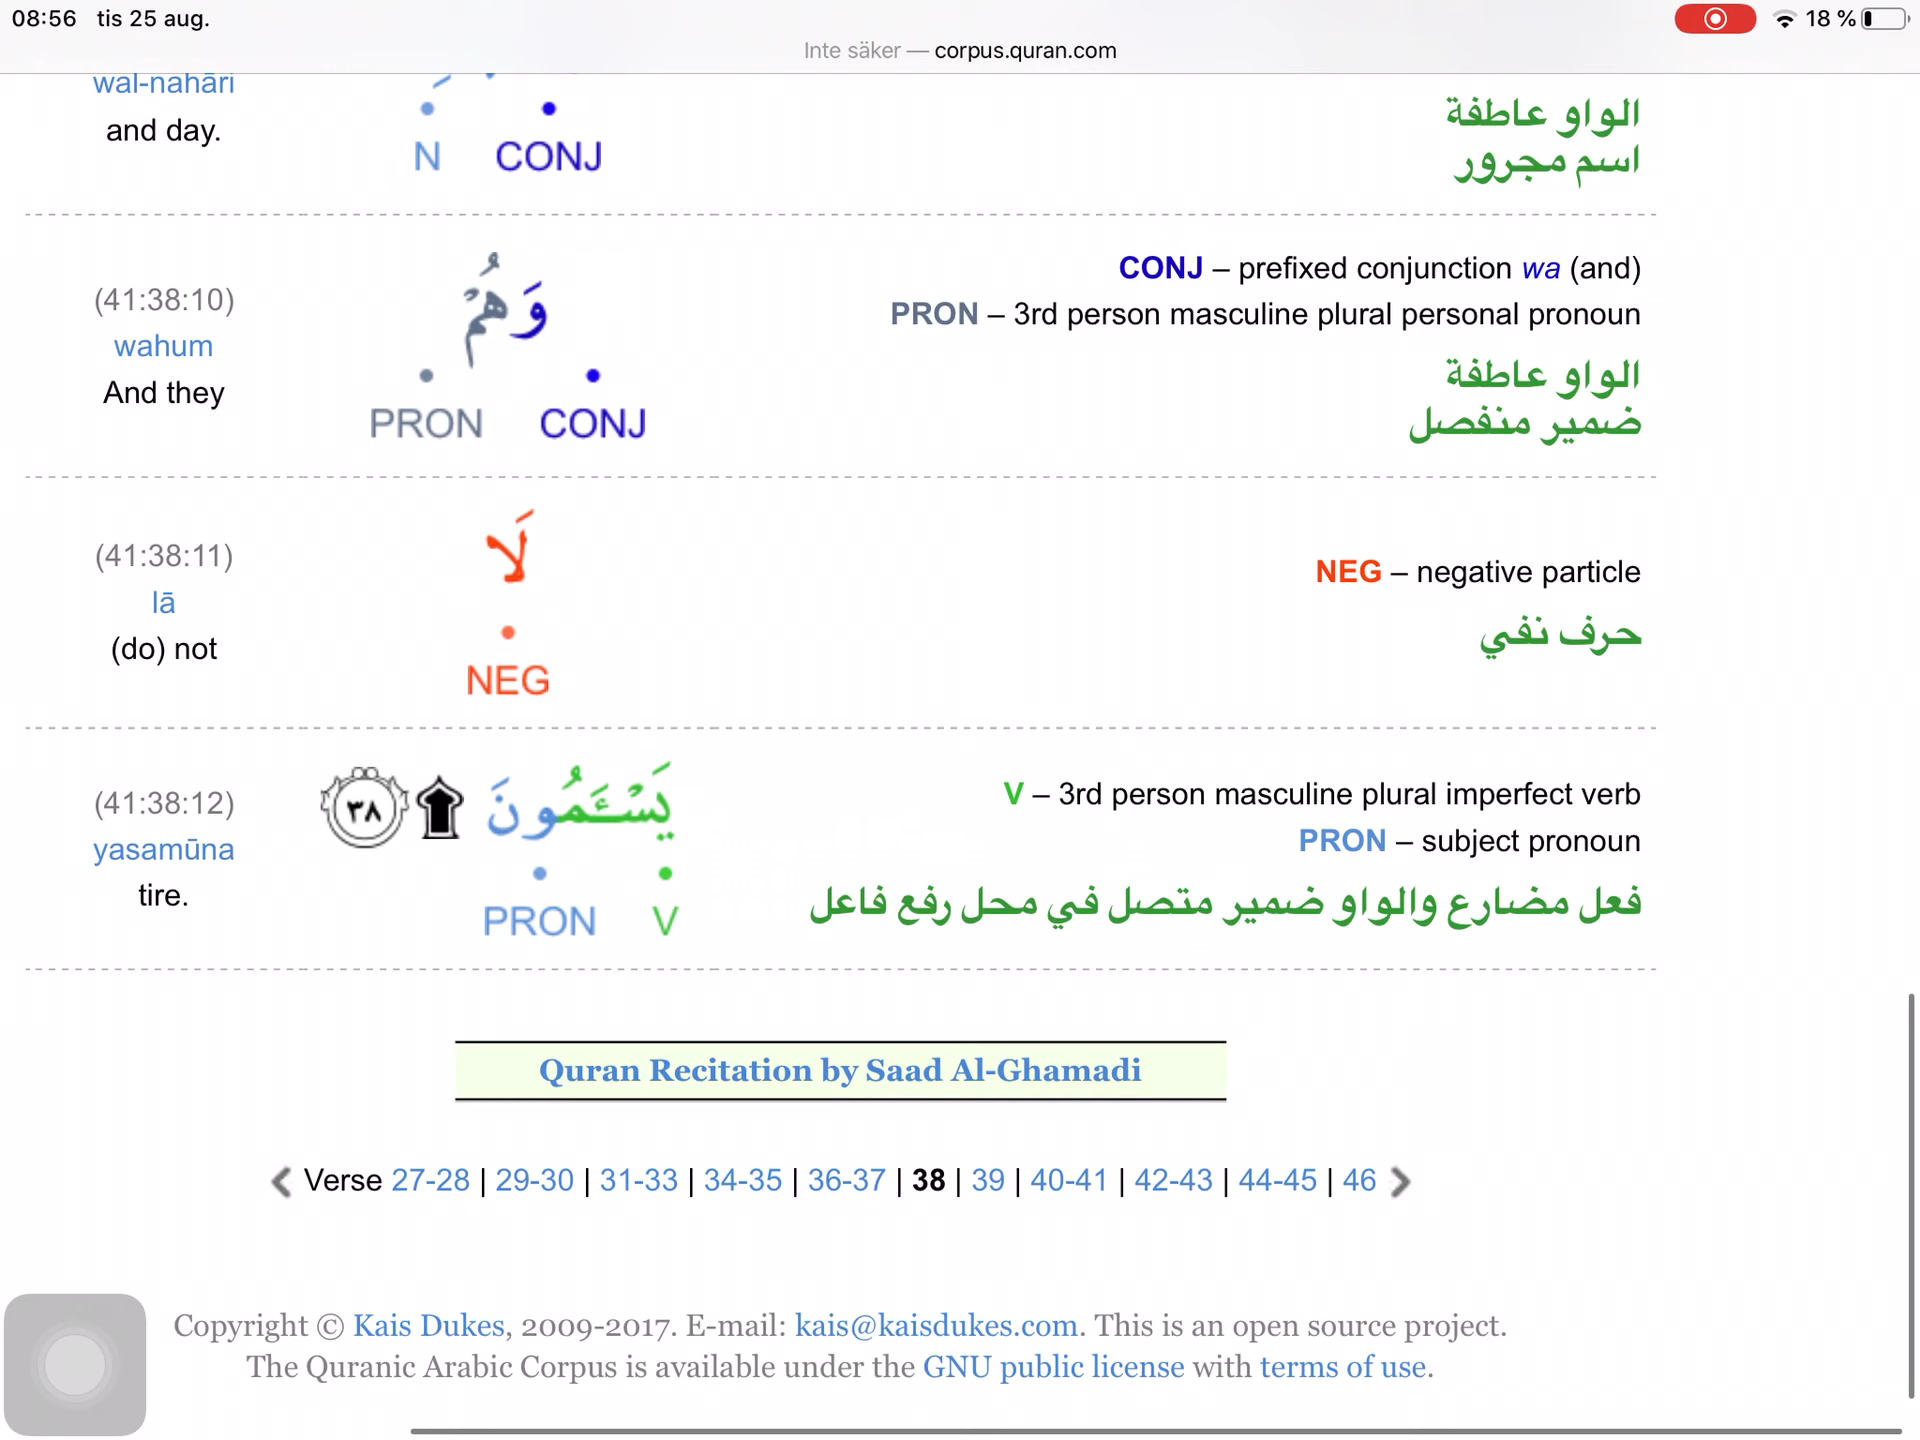 08:56 tis 25 aug. 18 %
Inte säker — corpus.quran.com
wal-nahāri
and day.
N CONJ
الواو عاطفة
اسم مجرور
(41:38:10)
wahum
And they
وَهُمْ
PRON CONJ
CONJ – prefixed conjunction wa (and)
PRON – 3rd person masculine plural personal pronoun
الواو عاطفة
ضمير منفصل
(41:38:11)
lā
(do) not
لَا
NEG
NEG – negative particle
حرف نفي
(41:38:12)
yasamūna
tire.
يَسْـَٔمُونَ ۩ ٣٨
PRON V
V – 3rd person masculine plural imperfect verb
PRON – subject pronoun
فعل مضارع والواو ضمير متصل في محل رفع فاعل
Quran Recitation by Saad Al-Ghamadi
Verse 27-28 | 29-30 | 31-33 | 34-35 | 36-37 | 38 | 39 | 40-41 | 42-43 | 44-45 | 46
Copyright © Kais Dukes, 2009-2017. E-mail: kais@kaisdukes.com. This is an open source project.
The Quranic Arabic Corpus is available under the GNU public license with terms of use.